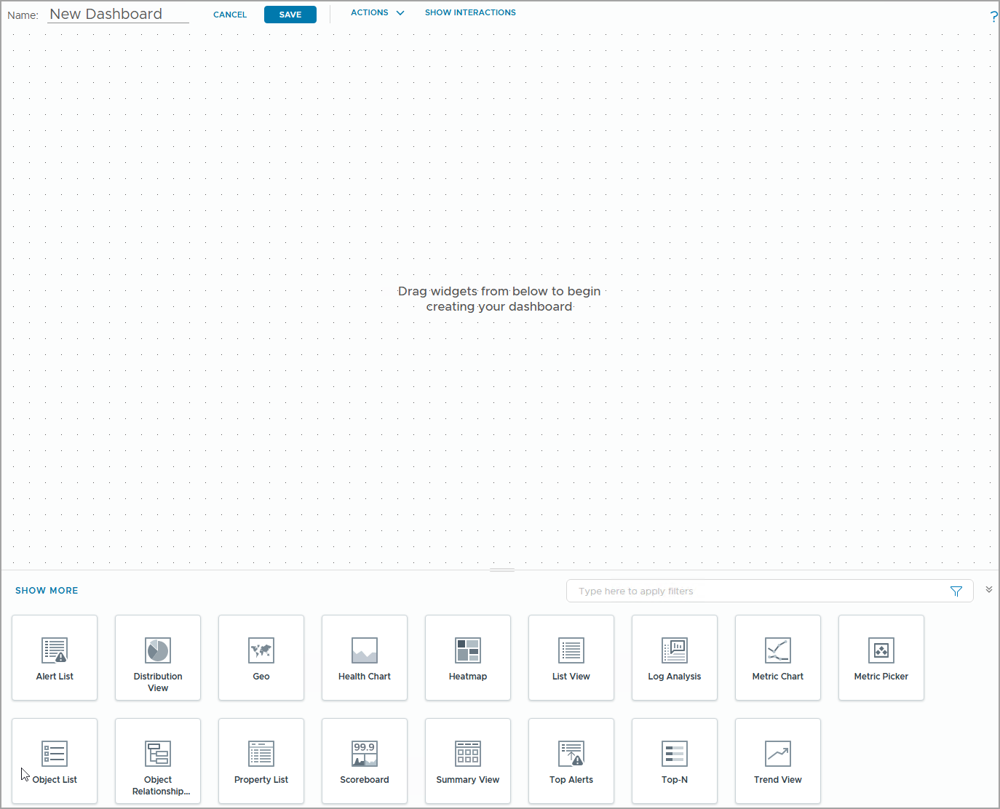 Name: New Dashboard CANCEL SAVE ACTIONS SHOW INTERACTIONS ?
Drag widgets from below to begin
creating your dashboard
SHOW MORE Type here to apply filters
Alert List
Distribution
View
Geo
Health Chart
Heatmap
List View
Log Analysis
Metric Chart
Metric Picker
Object List
Object
Relationship...
Property List
99.9
Scoreboard
Summary View
Top Alerts
Top-N
Trend View